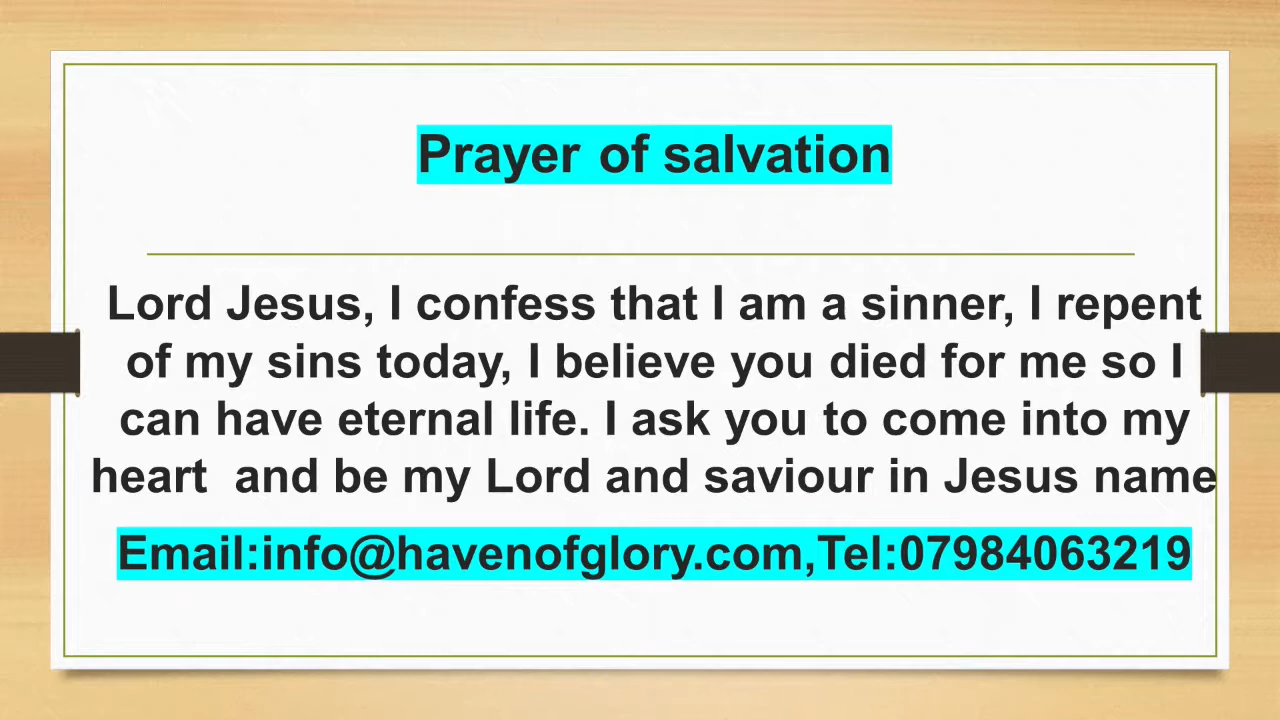 Prayer of salvation
Lord Jesus, I confess that I am a sinner, I repent
of my sins today, I believe you died for me so I
can have eternal life. I ask you to come into my
heart  and be my Lord and saviour in Jesus name
Email:info@havenofglory.com,Tel:07984063219